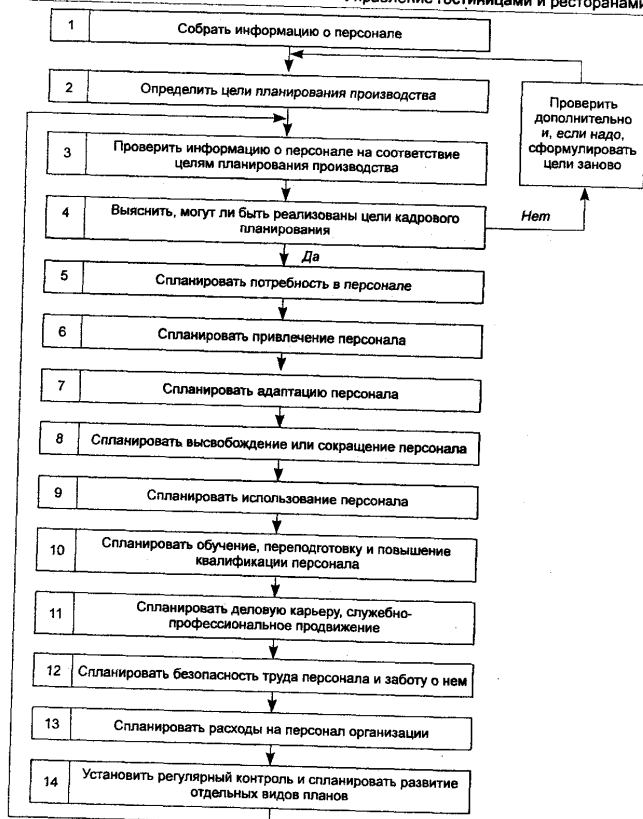 Управление гостиницами и ресторанами
1 Собрать информацию о персонале
2 Определить цели планирования производства
Проверить
дополнительно
и, если надо,
сформулировать
цели заново
3 Проверить информацию о персонале на соответствие
целям планирования производства
4 Выяснить, могут ли быть реализованы цели кадрового
планирования
Нет
Да
5 Спланировать потребность в персонале
6 Спланировать привлечение персонала
7 Спланировать адаптацию персонала
8 Спланировать высвобождение или сокращение персонала
9 Спланировать использование персонала
10 Спланировать обучение, переподготовку и повышение
квалификации персонала
11 Спланировать деловую карьеру, служебно-
профессиональное продвижение
12 Спланировать безопасность труда персонала и заботу о нем
13 Спланировать расходы на персонал организации
14 Установить регулярный контроль и спланировать развитие
отдельных видов планов